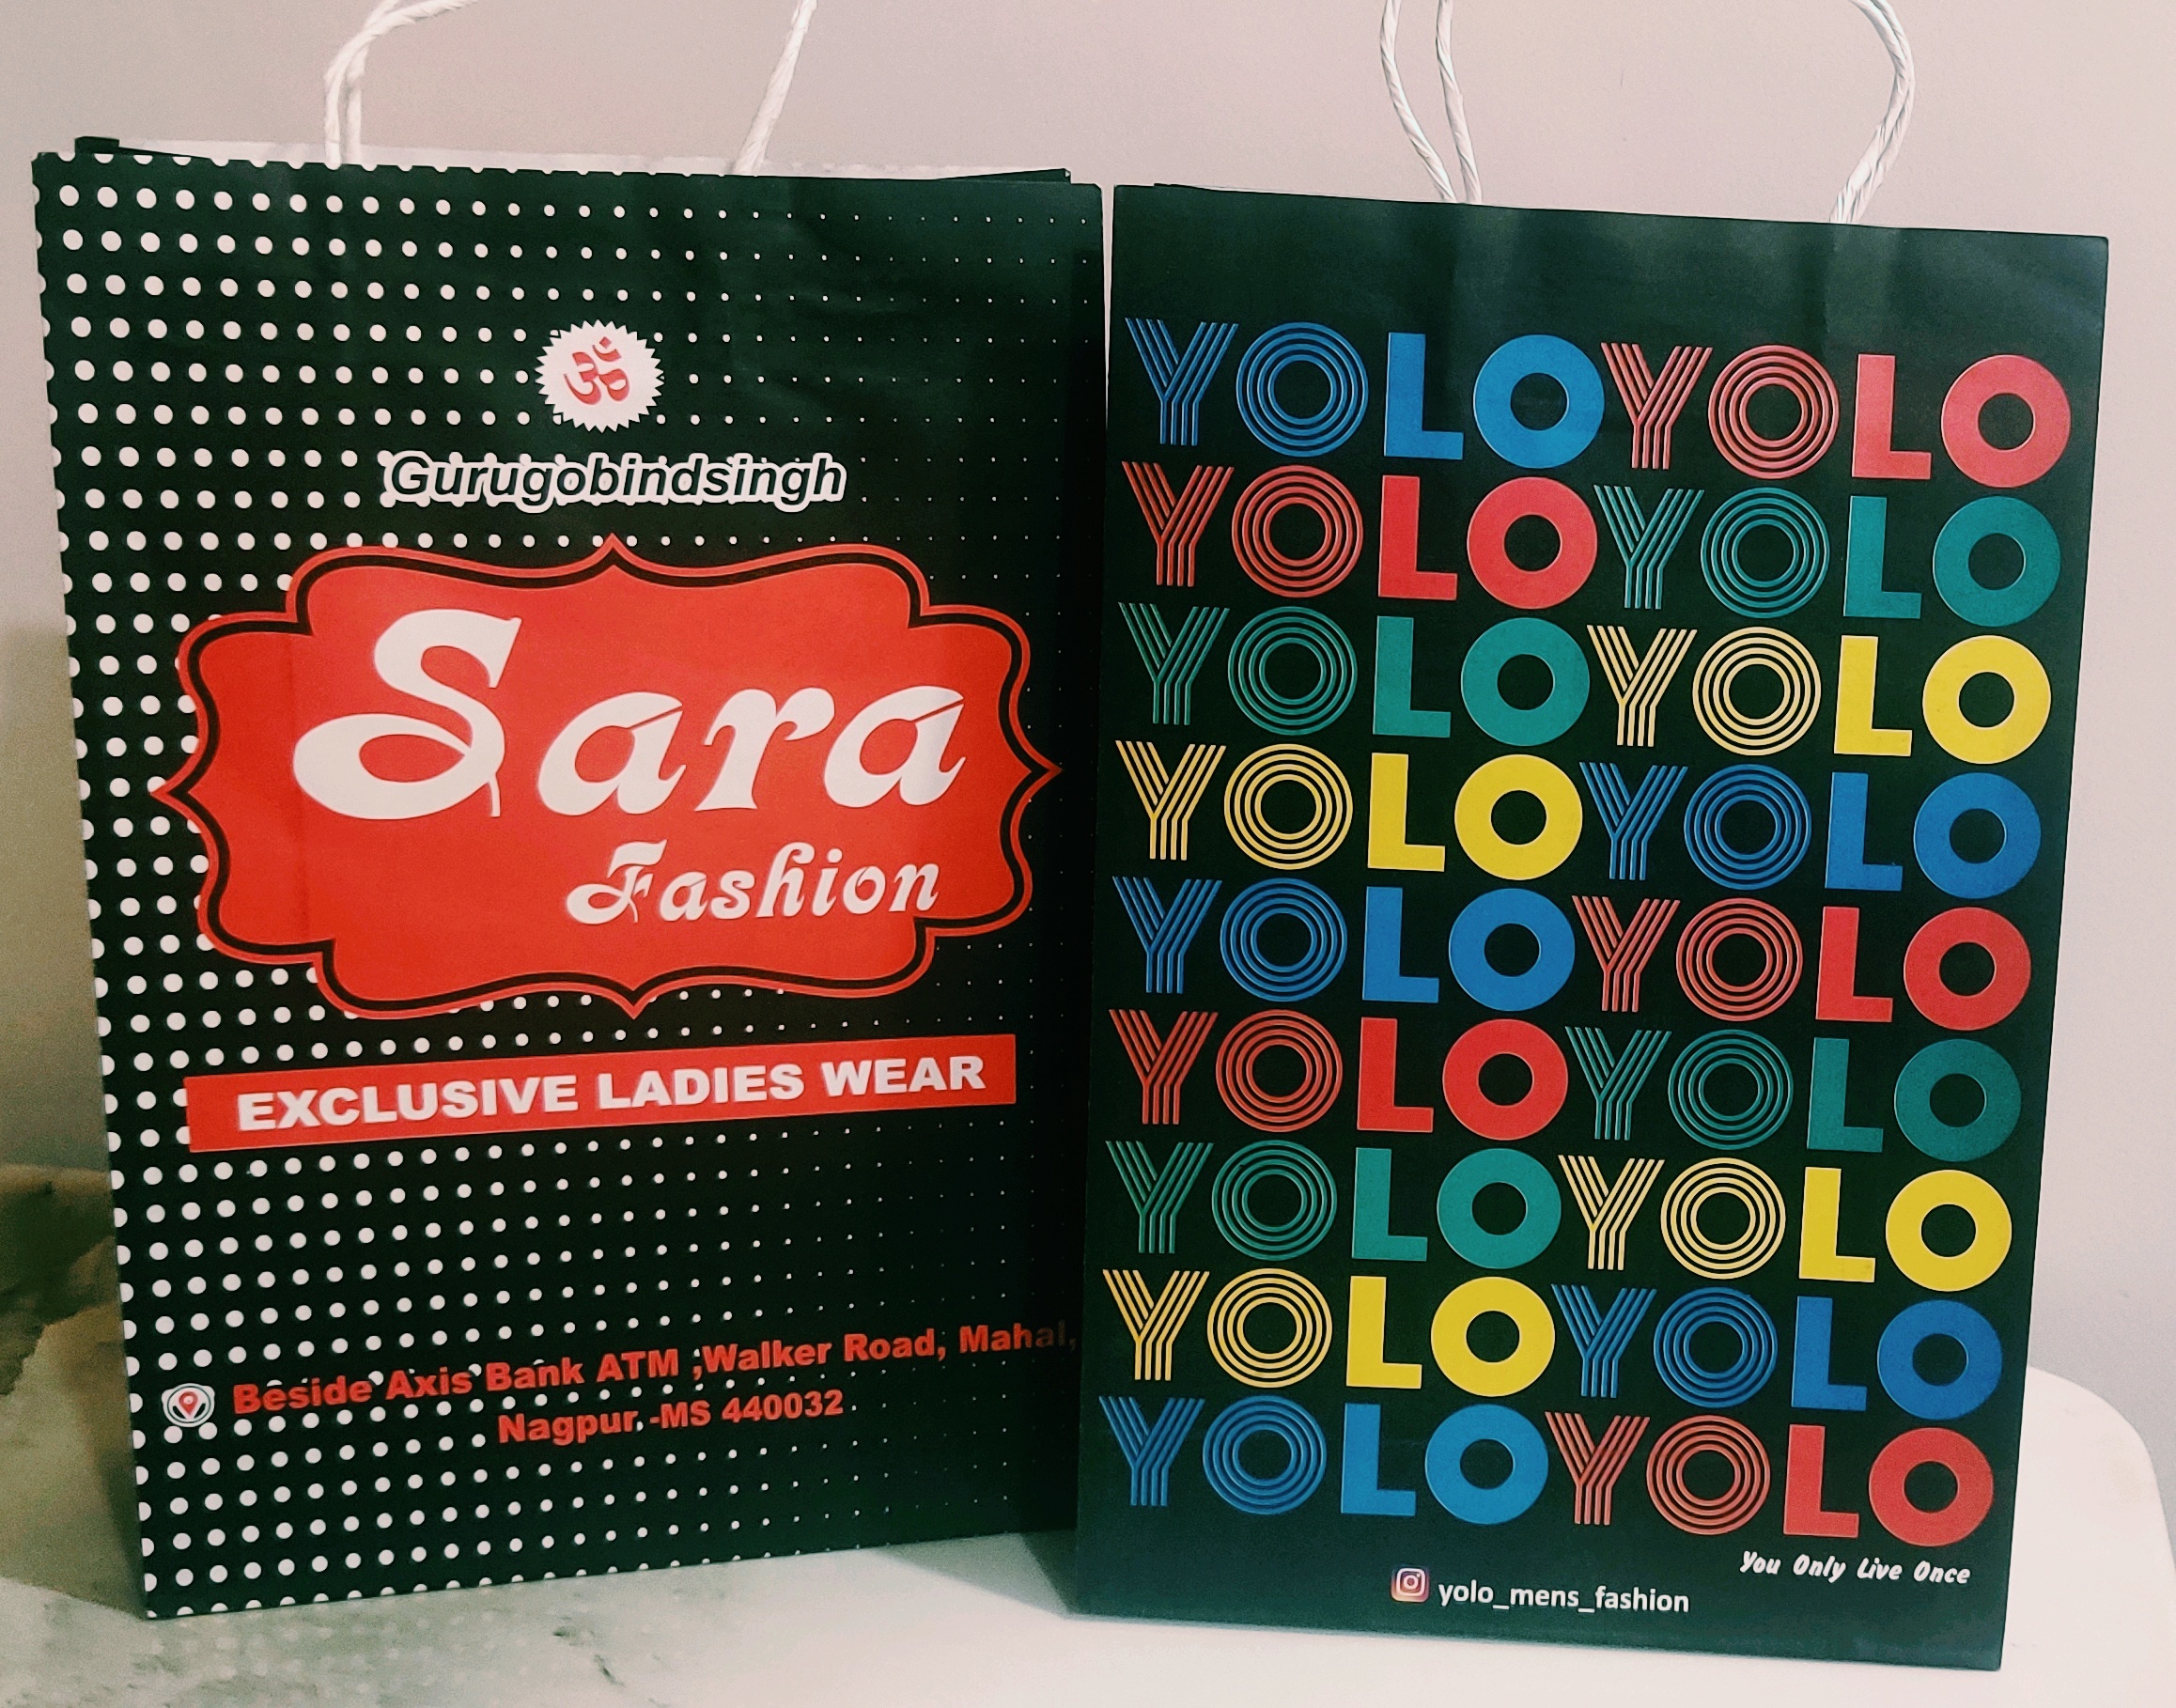 ॐ
Gurugobindsingh
Sara
Fashion
EXCLUSIVE LADIES WEAR
Beside Axis Bank ATM ,Walker Road, Mahal,
Nagpur,-MS 440032
YOLOYOLO
YOLOYOLO
YOLOYOLO
YOLOYOLO
YOLOYOLO
YOLOYOLO
YOLOYOLO
YOLOYOLO
YOLOYOLO
You Only Live Once
yolo_mens_fashion